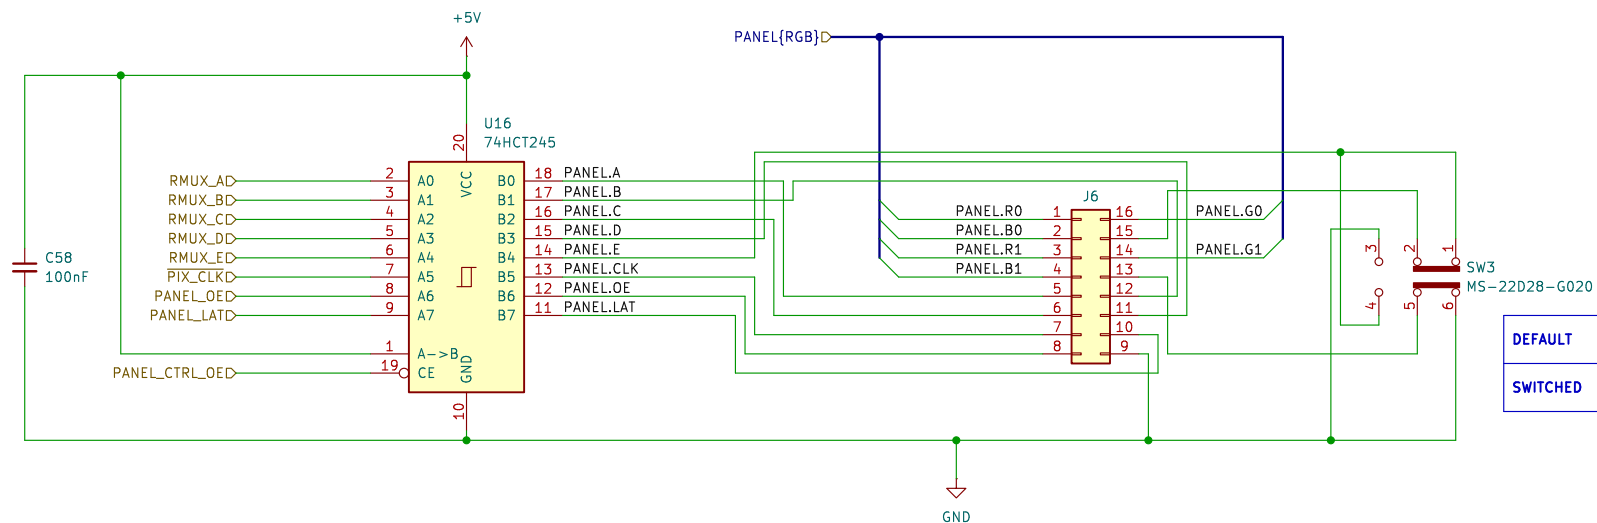 +5V
PANEL{RGB}
U16
74HCT245
20
VCC
RMUX_A 2 A0 B0 18 PANEL.A
RMUX_B 3 A1 B1 17 PANEL.B
RMUX_C 4 A2 B2 16 PANEL.C
RMUX_D 5 A3 B3 15 PANEL.D
RMUX_E 6 A4 B4 14 PANEL.E
PIX_CLK 7 A5 B5 13 PANEL.CLK
PANEL_OE 8 A6 B6 12 PANEL.OE
PANEL_LAT 9 A7 B7 11 PANEL.LAT
1 A->B
PANEL_CTRL_OE 19 CE
GND
10
C58
100nF
J6
PANEL.R0 1 16 PANEL.G0
PANEL.B0 2 15
PANEL.R1 3 14 PANEL.G1
PANEL.B1 4 13
5 12
6 11
7 10
8 9
3 2 1
SW3
MS-22D28-G020
4 5 6
DEFAULT
SWITCHED
GND